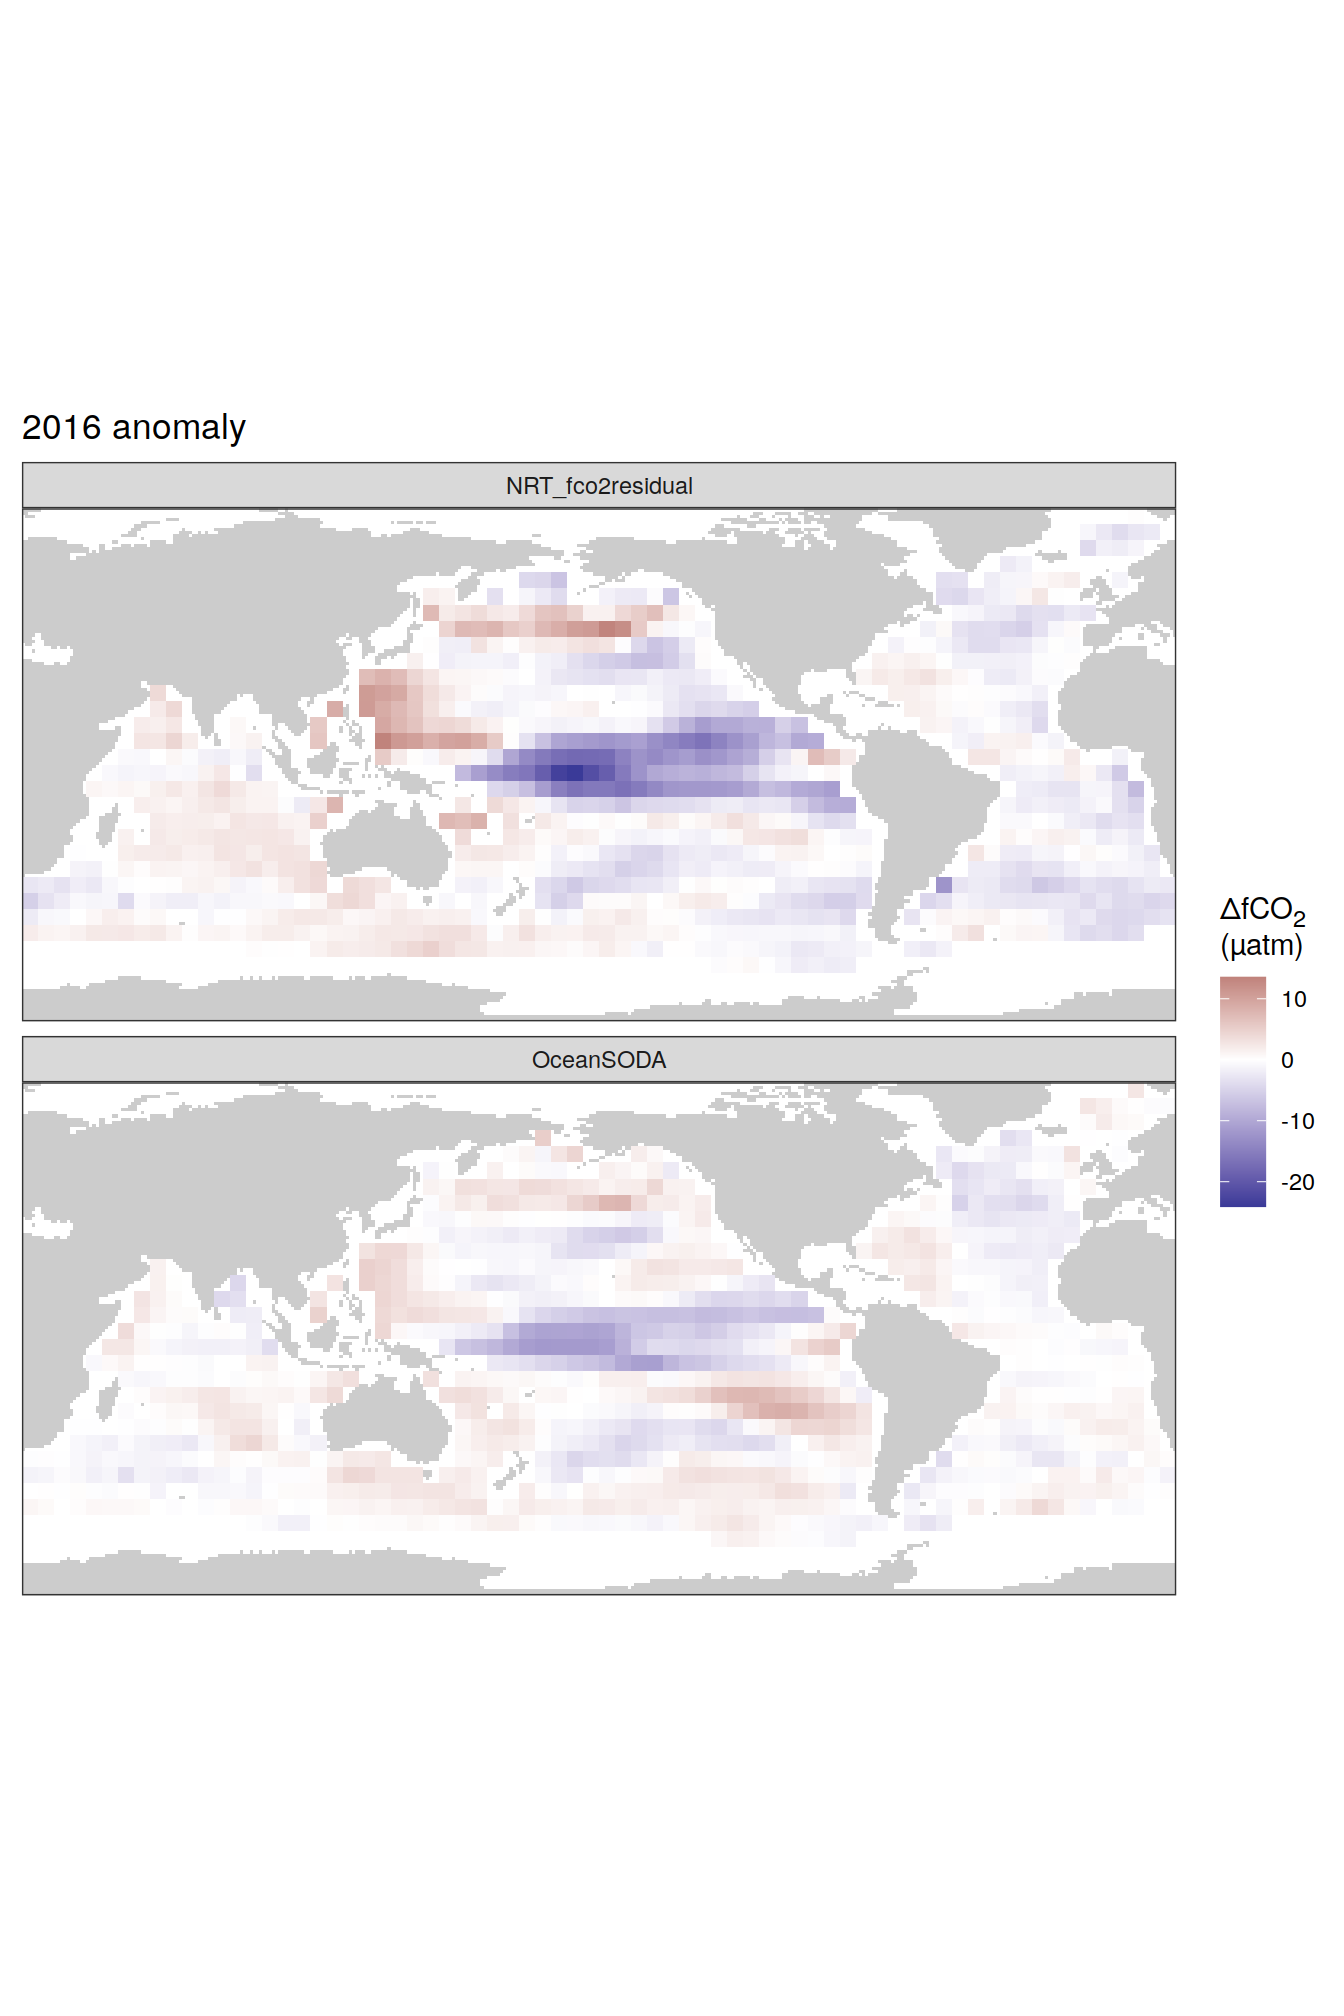 2016 anomaly
NRT_fco2residual
OceanSODA
ΔfCO₂
(μatm)
10
0
-10
-20